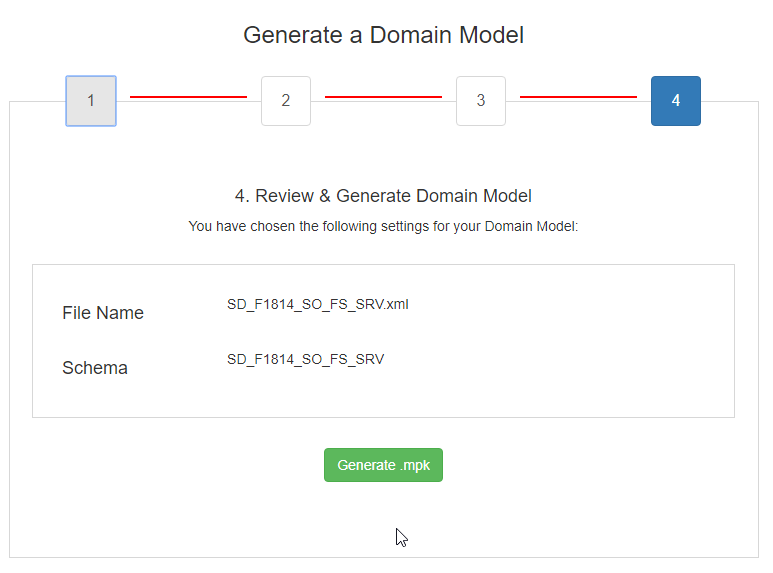 Generate a Domain Model
1
2
3
4
4. Review & Generate Domain Model
You have chosen the following settings for your Domain Model:
File Name
SD_F1814_SO_FS_SRV.xml
Schema
SD_F1814_SO_FS_SRV
Generate .mpk